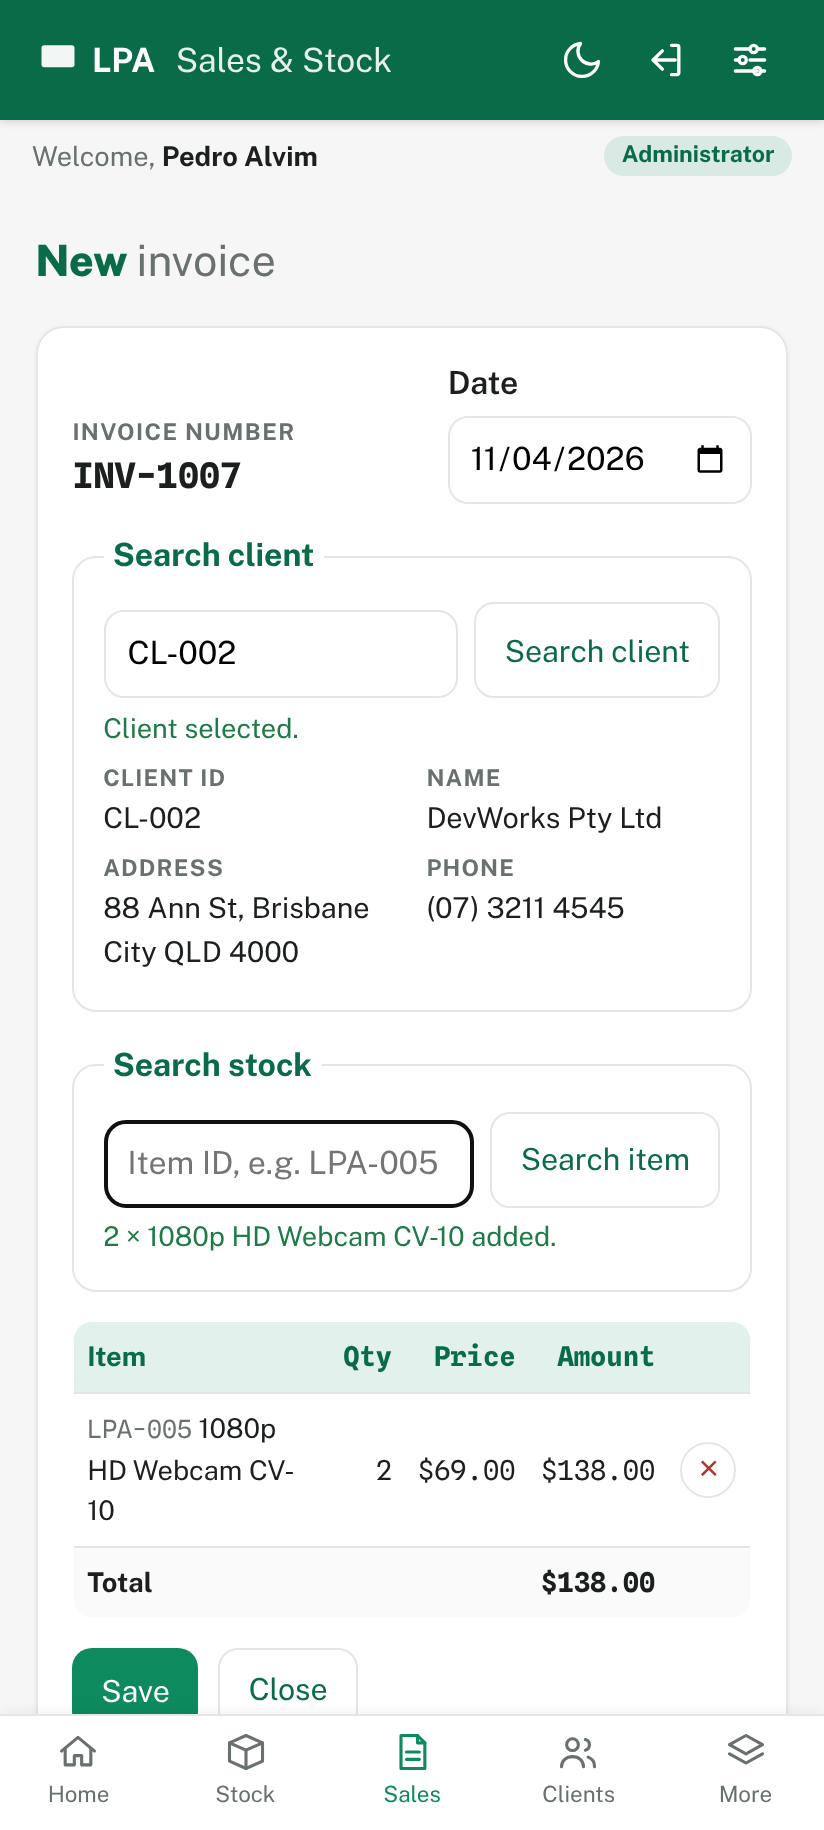 LPA Sales & Stock
Welcome, Pedro Alvim
Administrator
New invoice
Date
INVOICE NUMBER
INV-1007
11/04/2026
Search client
CL-002
Search client
Client selected.
CLIENT ID
NAME
CL-002
DevWorks Pty Ltd
ADDRESS
PHONE
88 Ann St, Brisbane
City QLD 4000
(07) 3211 4545
Search stock
Item ID, e.g. LPA-005
Search item
2 × 1080p HD Webcam CV-10 added.
Item Qty Price Amount
LPA-005 1080p
HD Webcam CV-
10
2 $69.00 $138.00 ×
Total $138.00
Save Close
Home Stock Sales Clients More